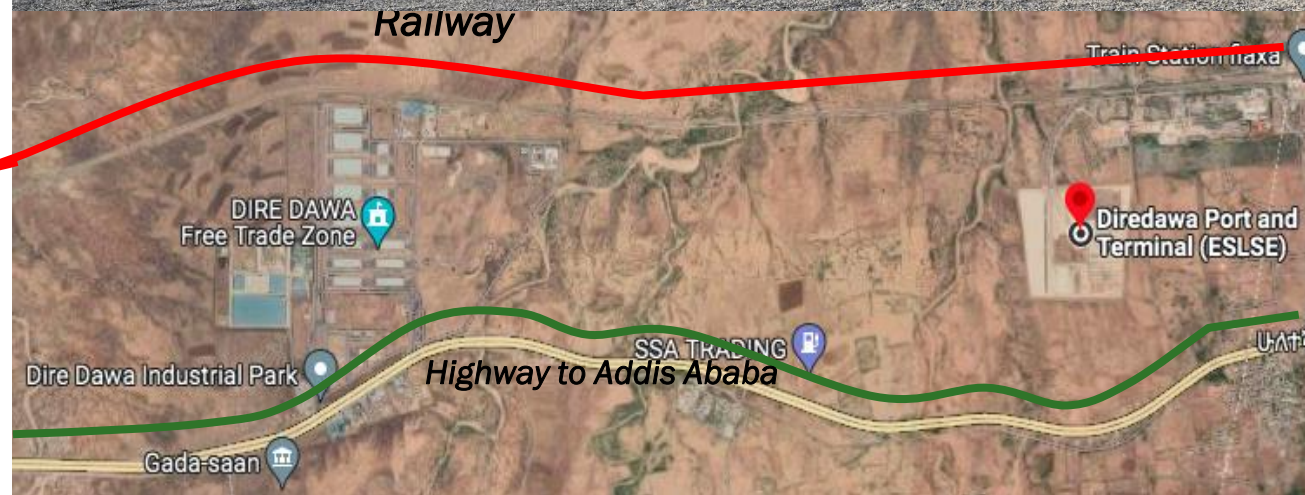 Railway
Train Station fiaxa
DIRE DAWA
Free Trade Zone
Diredawa Port and
Terminal (ESLSE)
SSA TRADING
Dire Dawa Industrial Park
Highway to Addis Ababa
Gada-saan